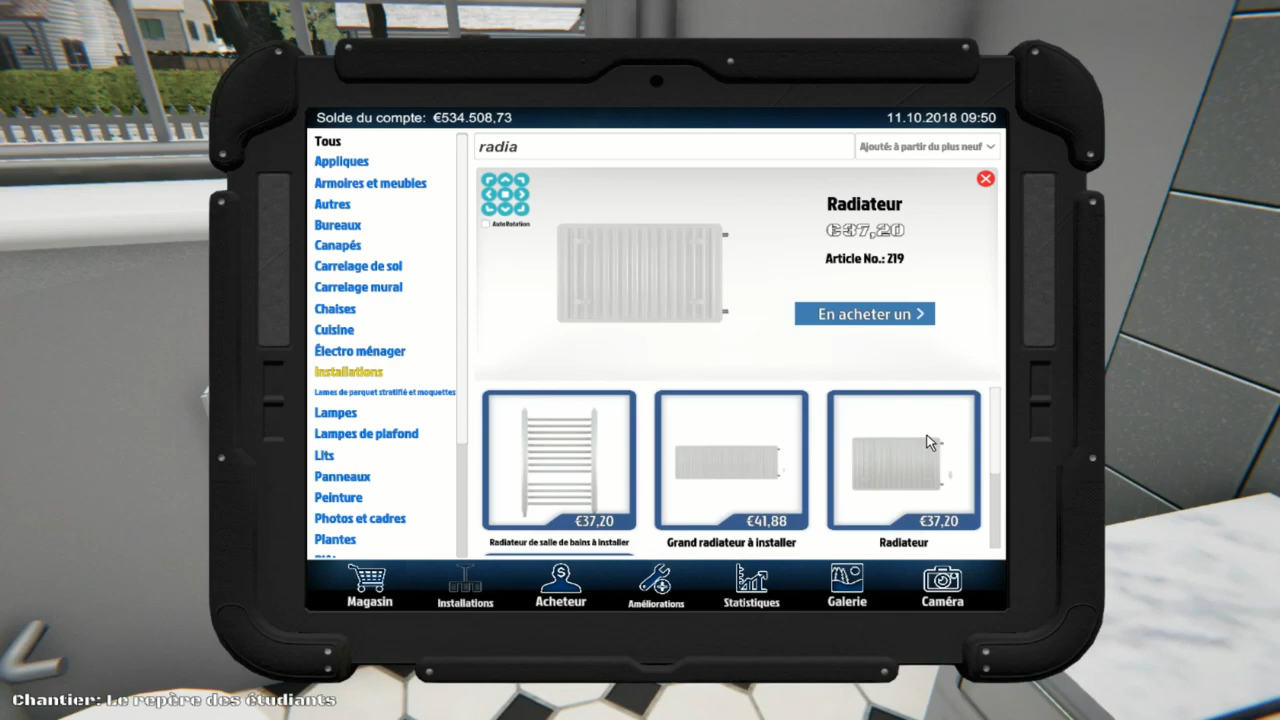 Solde du compte: €534.508,73
11.10.2018 09:50
Tous
Appliques
Armoires et meubles
Autres
Bureaux
Canapés
Carrelage de sol
Carrelage mural
Chaises
Cuisine
Électro ménager
Installations
Lames de parquet stratifié et moquettes
Lampes
Lampes de plafond
Lits
Panneaux
Peinture
Photos et cadres
Plantes
radia
Ajouté: à partir du plus neuf
AutoRotation
Radiateur
€37,20
Article No.: 219
En acheter un >
€37,20
Radiateur de salle de bains à installer
€41,88
Grand radiateur à installer
€37,20
Radiateur
Magasin
Installations
Acheteur
Améliorations
Statistiques
Galerie
Caméra
Chantier: Le repère des étudiants